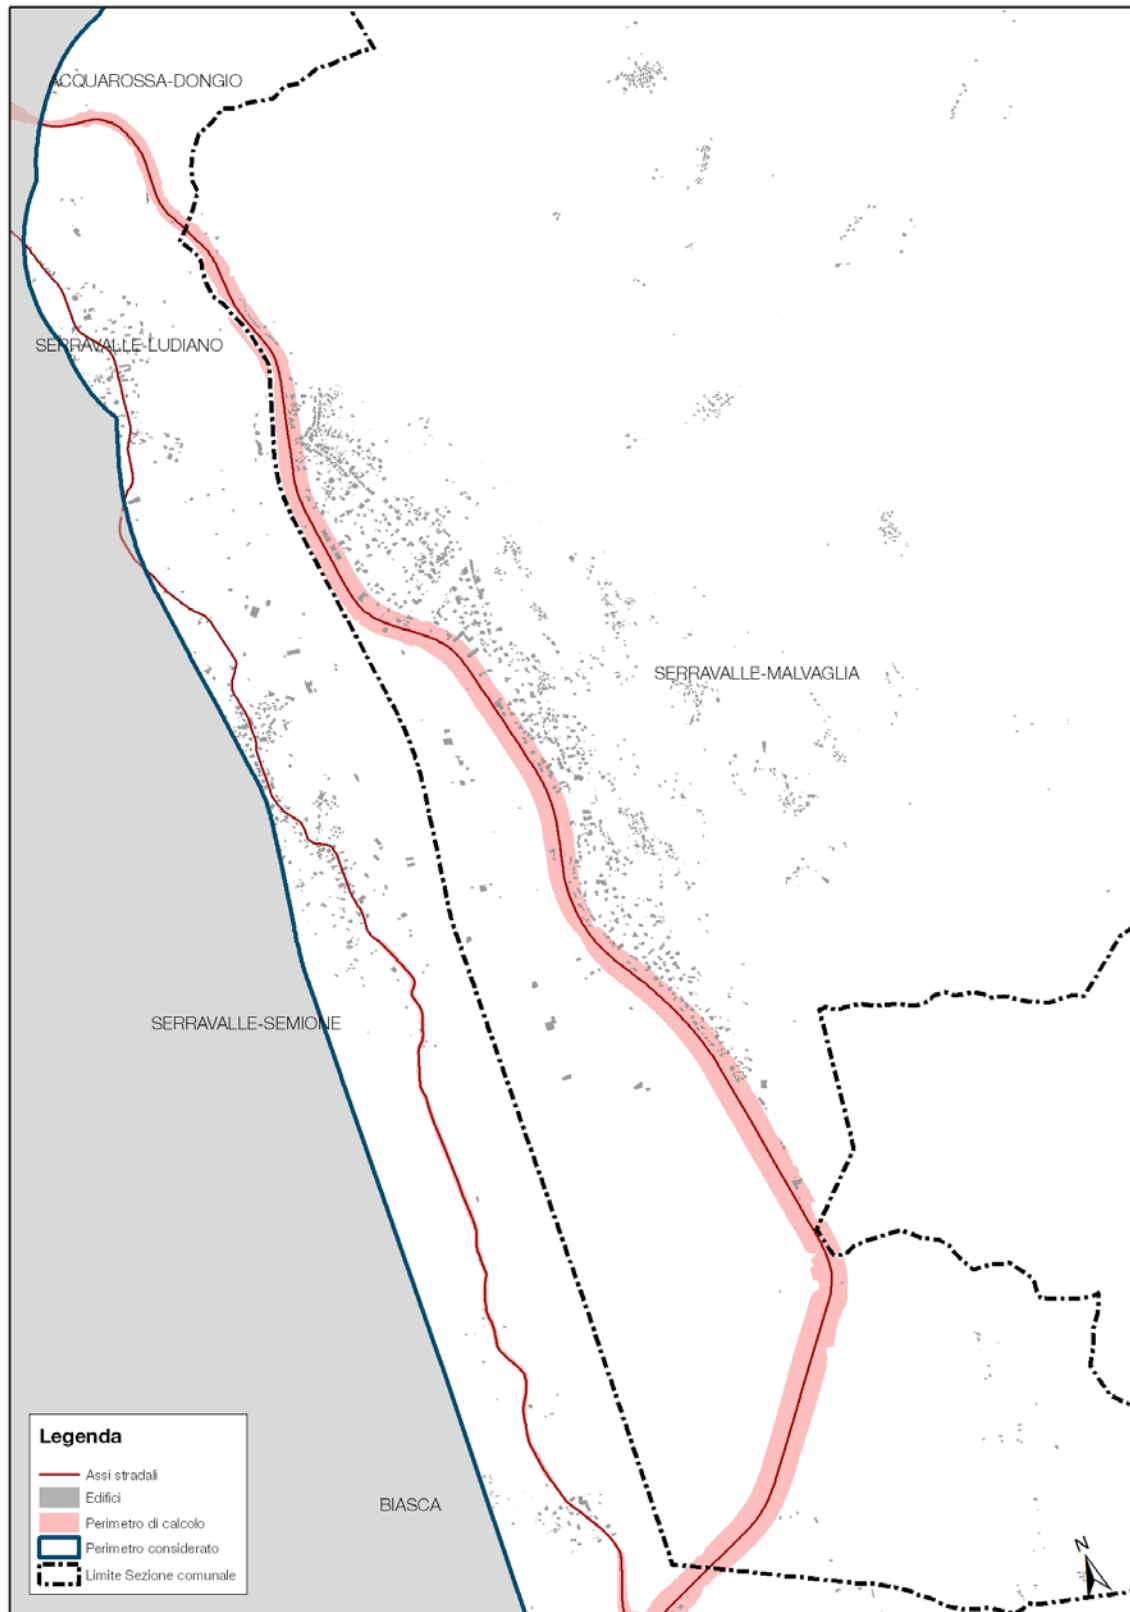 ACQUAROSSA-DONGIO
SERRAVALLE-LUDIANO
SERRAVALLE-MALVAGLIA
SERRAVALLE-SEMIONE
BIASCA
Legenda
Assi stradali
Edifici
Perimetro di calcolo
Perimetro considerato
Limite Sezione comunale
N